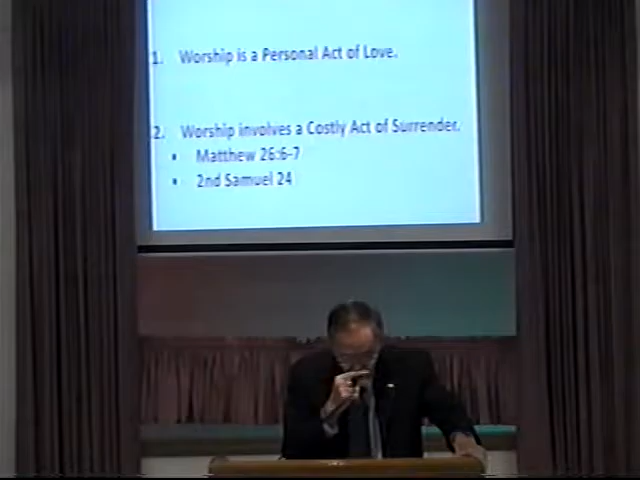 1. Worship is a Personal Act of Love.
2. Worship involves a Costly Act of Surrender.
• Matthew 26:6-7
• 2nd Samuel 24